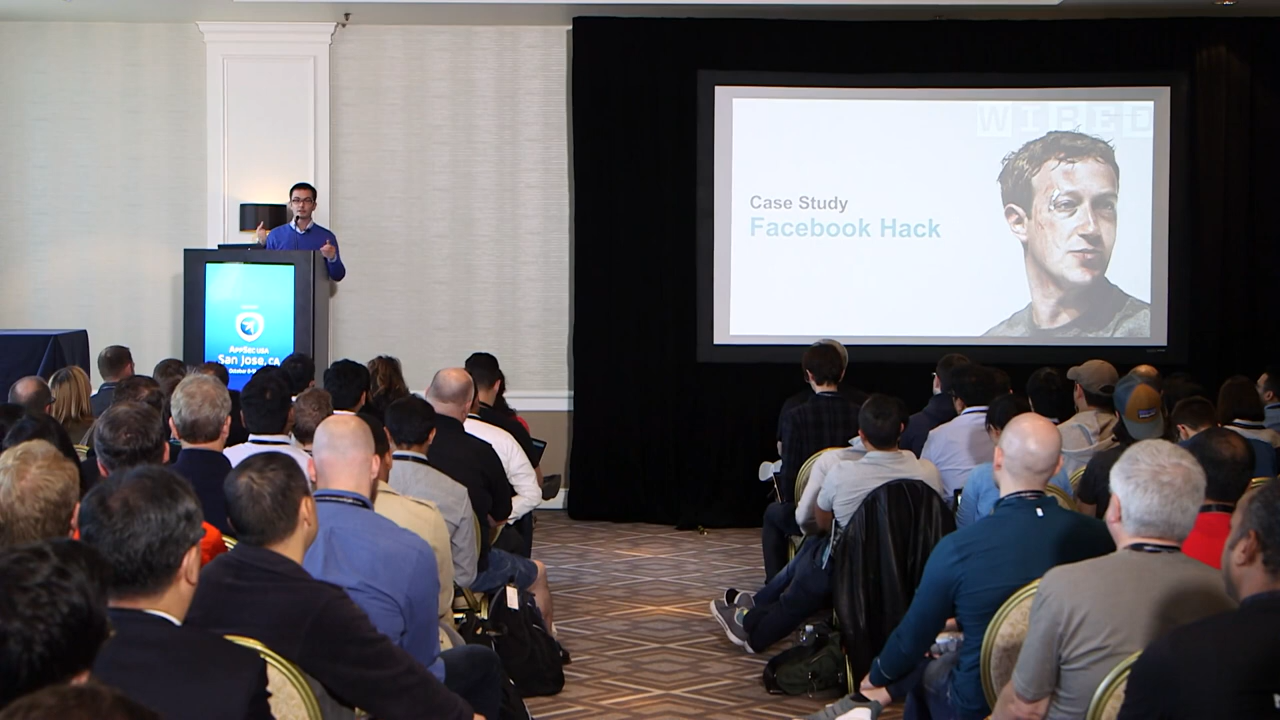 AppSec USA
San Jose, CA
WIRED
Case Study
Facebook Hack